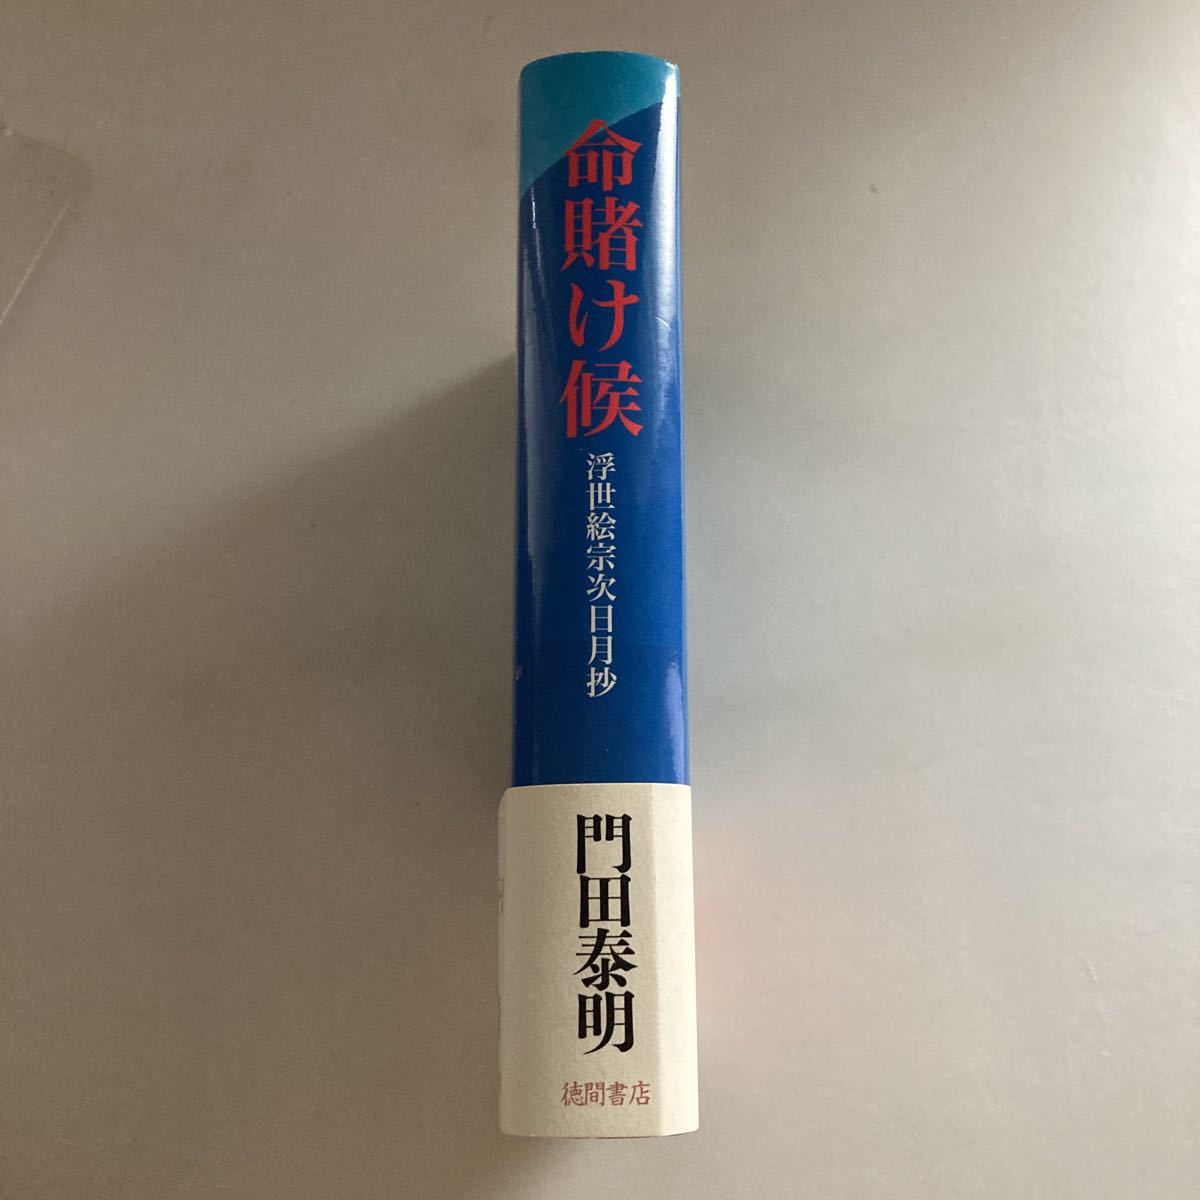 命賭け候
浮世絵宗次日月抄
門田泰明
徳間書店